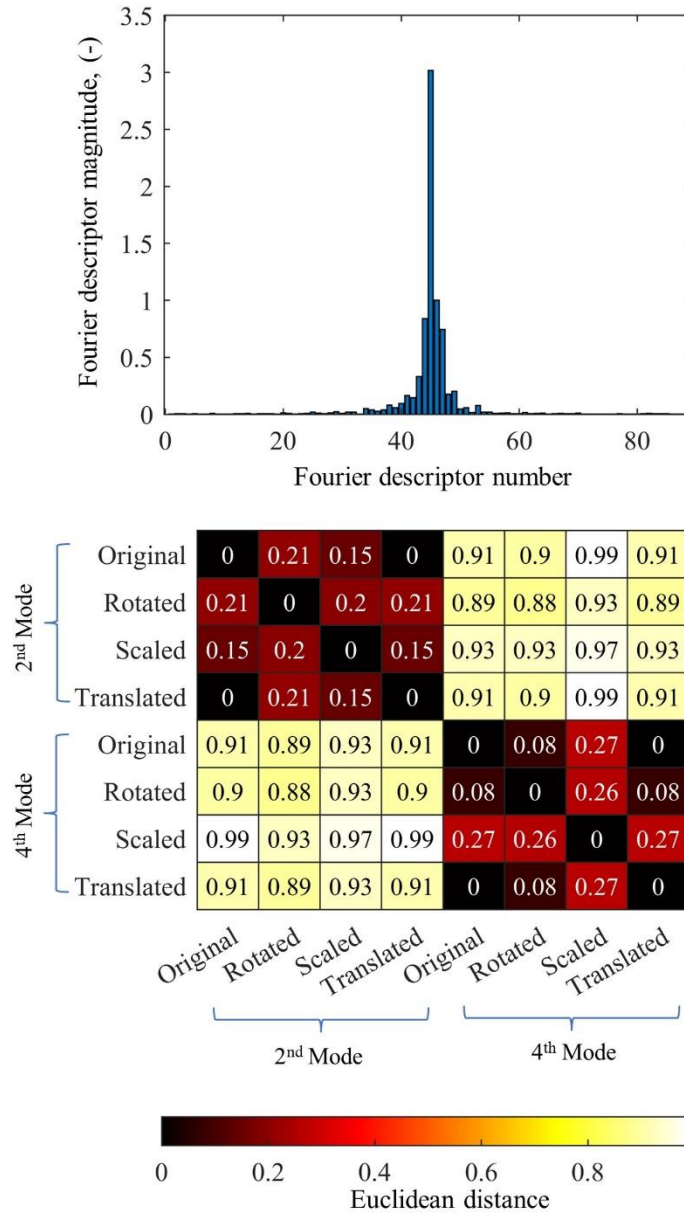 3.5
3
2.5
2
1.5
1
0.5
0
Fourier descriptor magnitude, (-)
0 20 40 60 80
Fourier descriptor number
2nd Mode
Original 0 0.21 0.15 0 0.91 0.9 0.99 0.91
Rotated 0.21 0 0.2 0.21 0.89 0.88 0.93 0.89
Scaled 0.15 0.2 0 0.15 0.93 0.93 0.97 0.93
Translated 0 0.21 0.15 0 0.91 0.9 0.99 0.91
4th Mode
Original 0.91 0.89 0.93 0.91 0 0.08 0.27 0
Rotated 0.9 0.88 0.93 0.9 0.08 0 0.26 0.08
Scaled 0.99 0.93 0.97 0.99 0.27 0.26 0 0.27
Translated 0.91 0.89 0.93 0.91 0 0.08 0.27 0
Original Rotated Scaled Translated Original Rotated Scaled Translated
2nd Mode 4th Mode
0 0.2 0.4 0.6 0.8
Euclidean distance